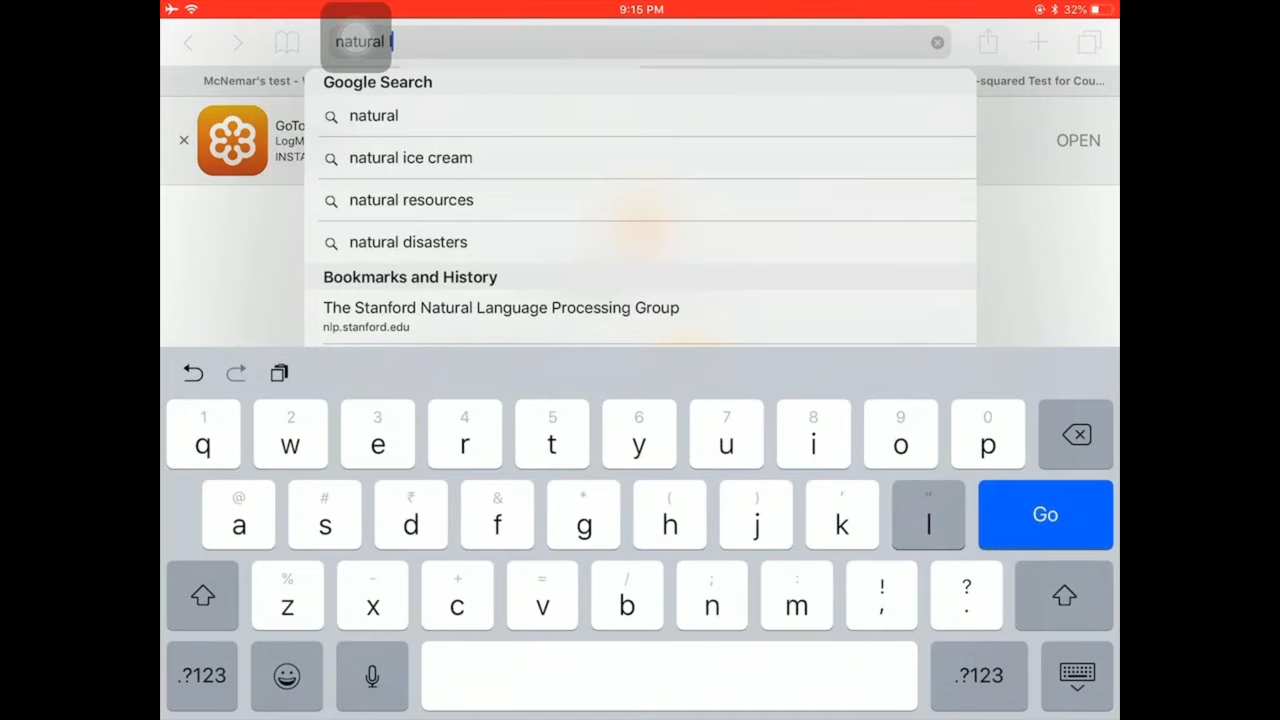 9:15 PM
32%
natural l
McNemar's test -
-squared Test for Cou...
GoTo
LogM
INSTA
OPEN
Google Search
natural
natural ice cream
natural resources
natural disasters
Bookmarks and History
The Stanford Natural Language Processing Group
nlp.stanford.edu
1 2 3 4 5 6 7 8 9 0
q w e r t y u i o p
@ # ₹ & * ( ) ' "
a s d f g h j k l Go
% - + = / ; : ! ?
z x c v b n m , .
.?123 .?123